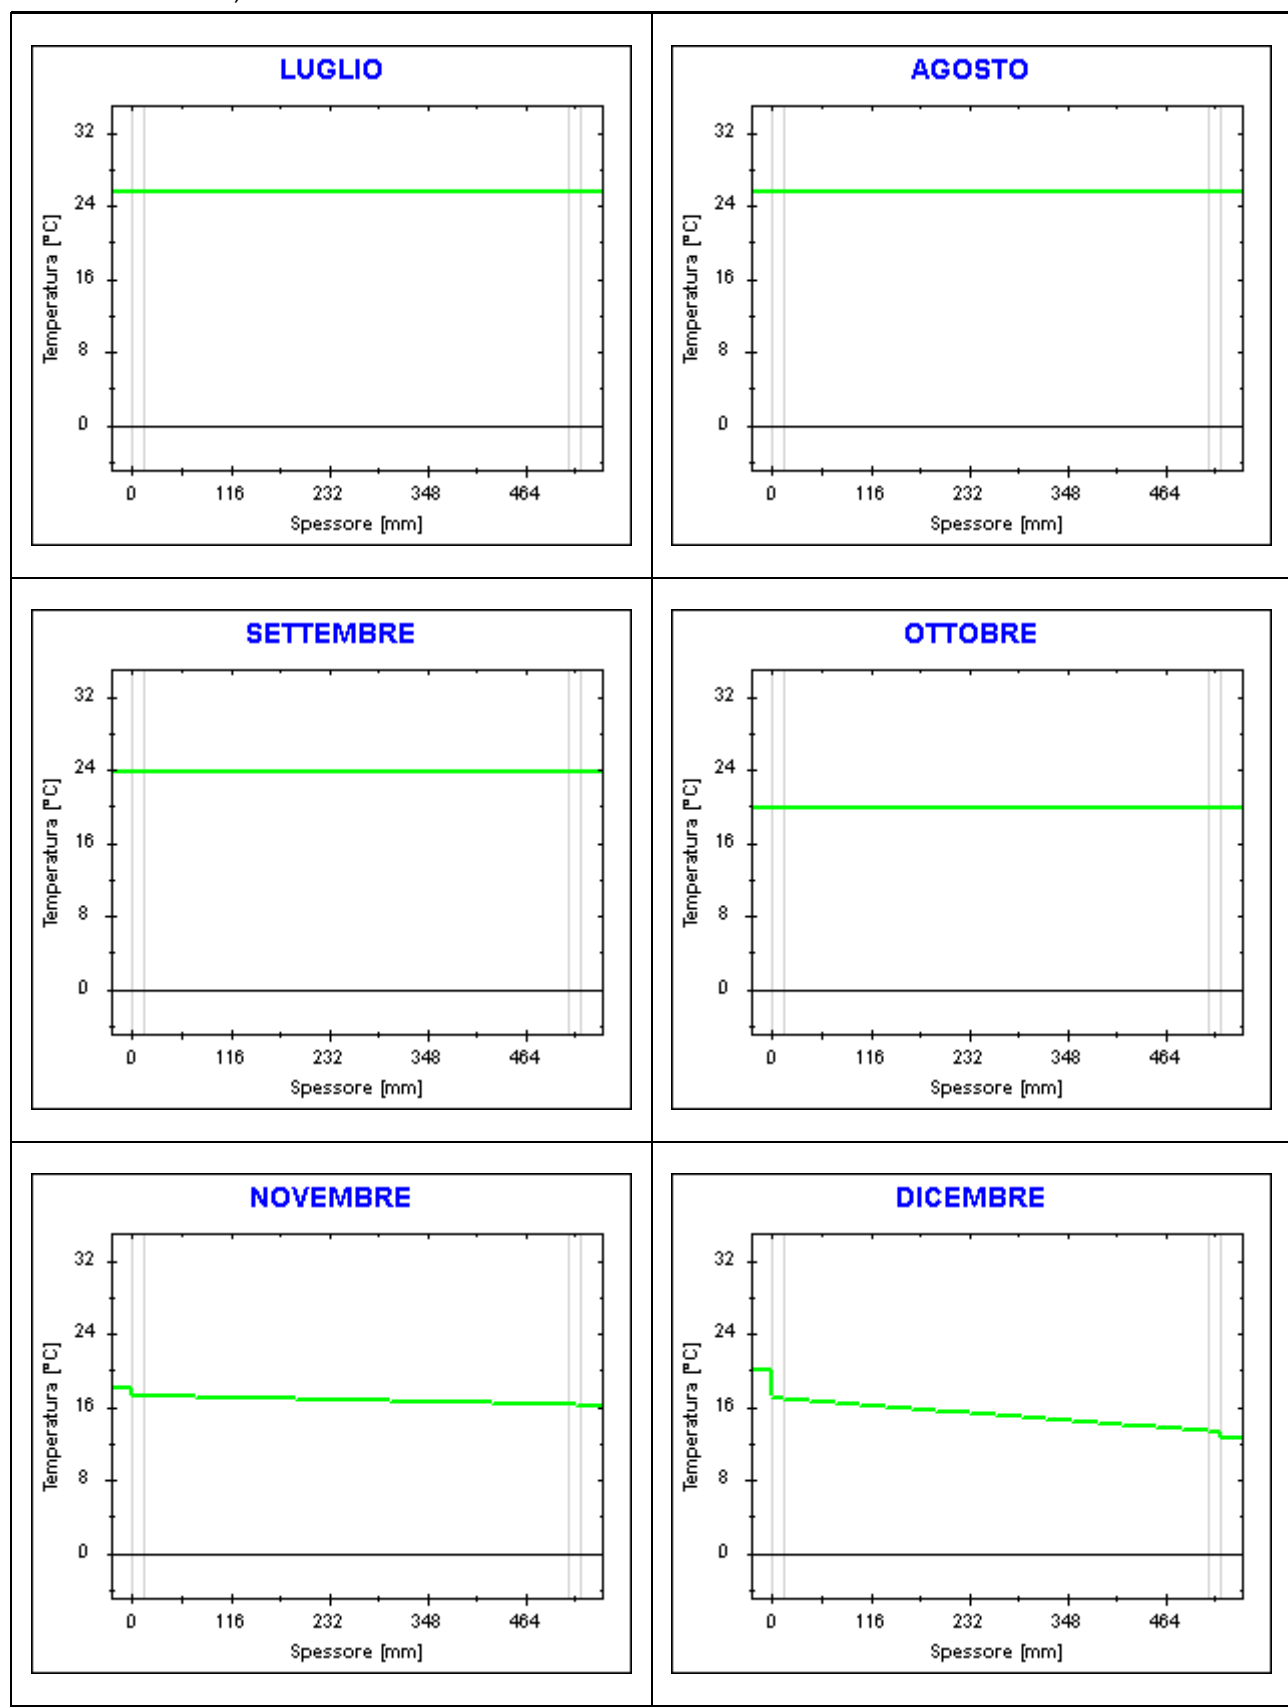 LUGLIO
32
24
16
8
0
Temperatura [°C]
0 116 232 348 464
Spessore [mm]
AGOSTO
32
24
16
8
0
Temperatura [°C]
0 116 232 348 464
Spessore [mm]
SETTEMBRE
32
24
16
8
0
Temperatura [°C]
0 116 232 348 464
Spessore [mm]
OTTOBRE
32
24
16
8
0
Temperatura [°C]
0 116 232 348 464
Spessore [mm]
NOVEMBRE
32
24
16
8
0
Temperatura [°C]
0 116 232 348 464
Spessore [mm]
DICEMBRE
32
24
16
8
0
Temperatura [°C]
0 116 232 348 464
Spessore [mm]